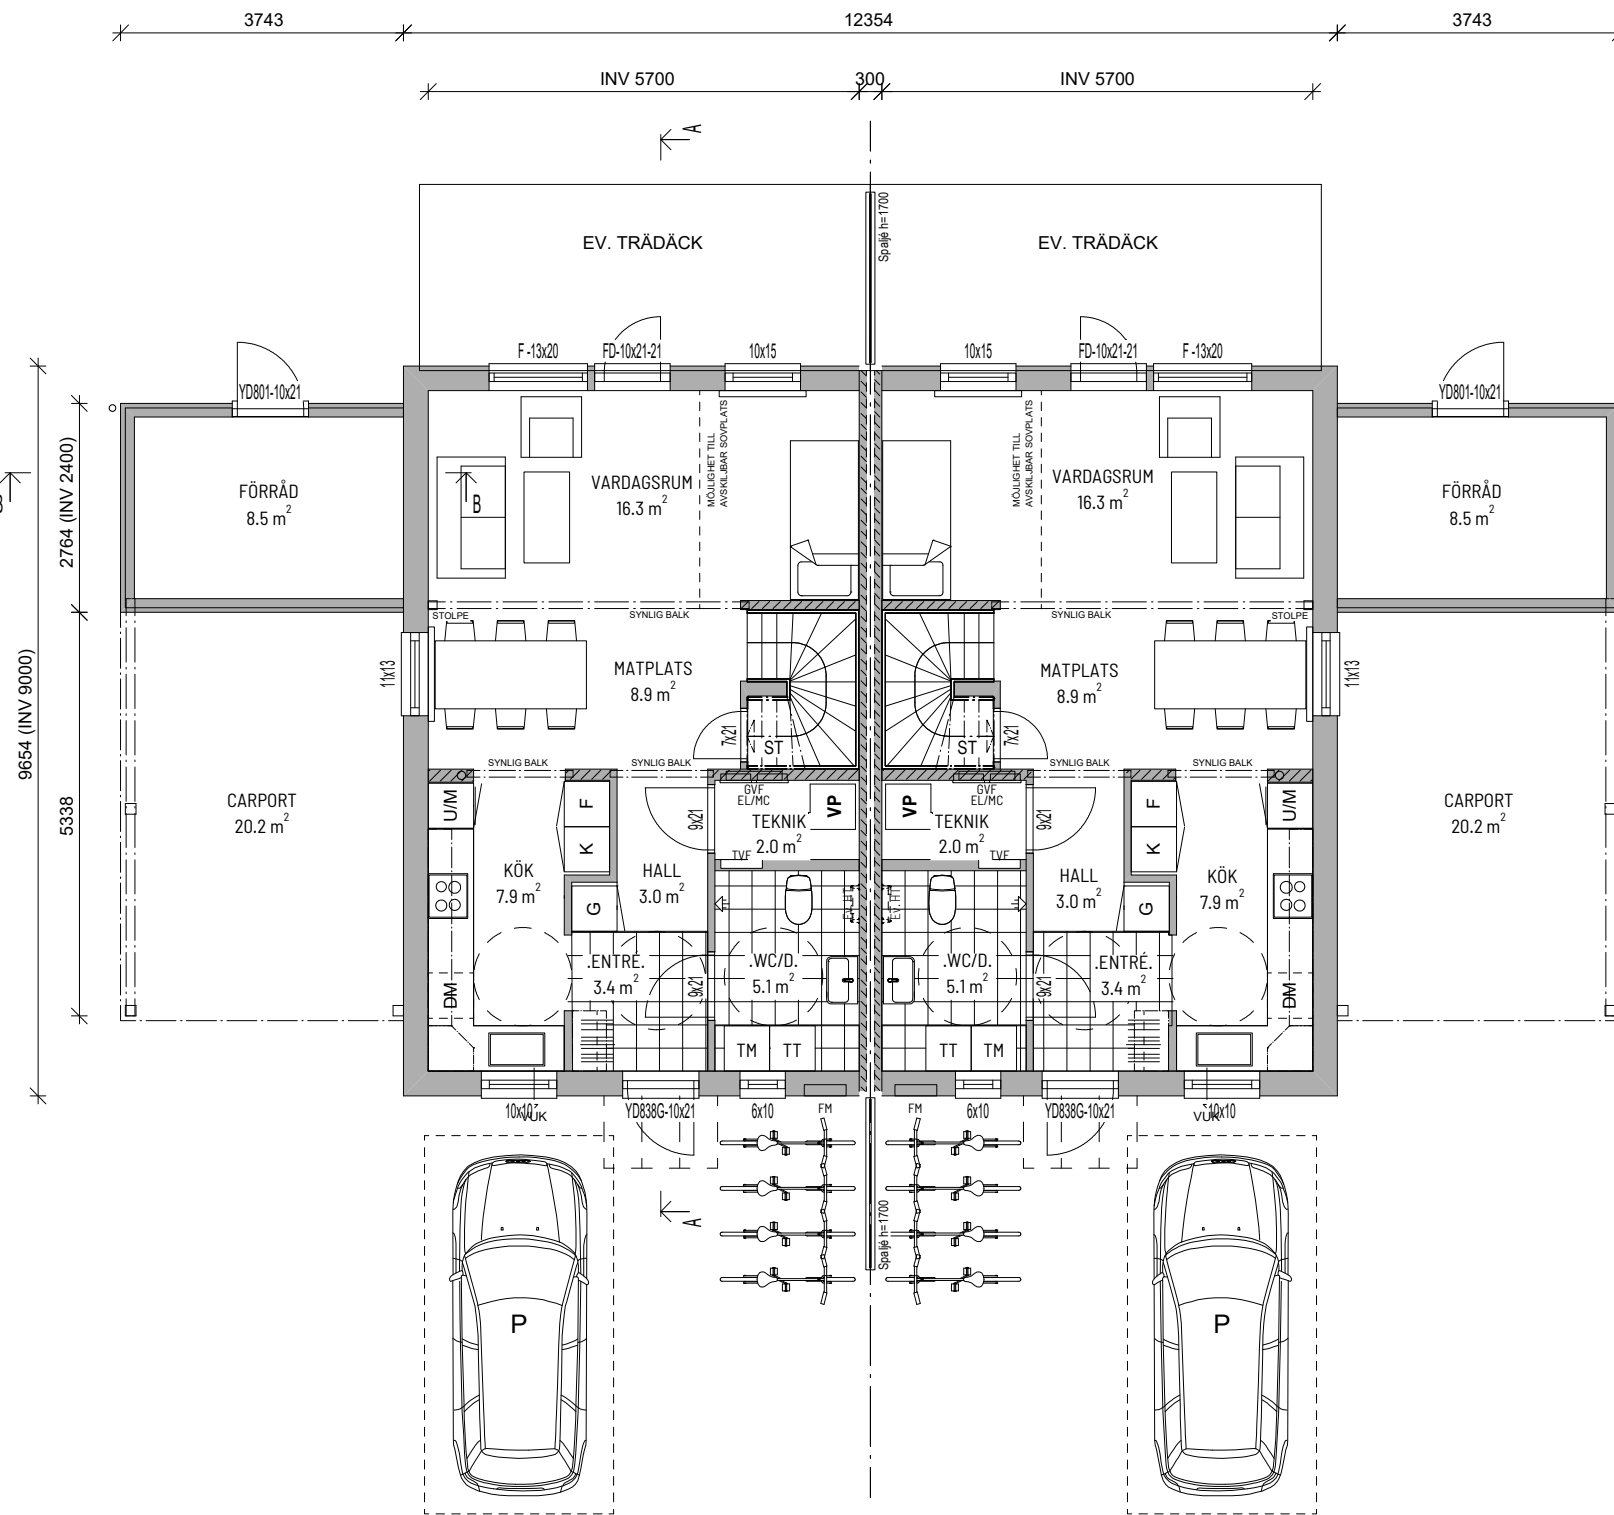 3743
12354
3743
INV 5700
300
INV 5700
A
EV. TRÄDÄCK
Spaljé h=1700
EV. TRÄDÄCK
F -13x20
FD-10x21-21
10x15
10x15
FD-10x21-21
F -13x20
YD801-10x21
YD801-10x21
MÖJLIGHET TILL
AVSKILJBAR SOVPLATS
MÖJLIGHET TILL
AVSKILJBAR SOVPLATS
2764 (INV 2400)
FÖRRÅD
8.5 m²
B
VARDAGSRUM
16.3 m²
VARDAGSRUM
16.3 m²
FÖRRÅD
8.5 m²
STOLPE
SYNLIG BALK
SYNLIG BALK
STOLPE
9654 (INV 9000)
11x13
MATPLATS
8.9 m²
MATPLATS
8.9 m²
11x13
7x21
ST
ST
7x21
SYNLIG BALK
SYNLIG BALK
SYNLIG BALK
SYNLIG BALK
5338
CARPORT
20.2 m²
U/M
F
K
9x21
GVF
EL/MC
VP
TEKNIK
2.0 m²
TVF
VP
GVF
EL/MC
TEKNIK
2.0 m²
TVF
9x21
F
K
U/M
CARPORT
20.2 m²
KÖK
7.9 m²
HALL
3.0 m²
HALL
3.0 m²
KÖK
7.9 m²
G
EV.HT
EV.HT
G
.ENTRÉ.
3.4 m²
.WC/D.
5.1 m²
.WC/D.
5.1 m²
.ENTRÉ.
3.4 m²
DM
9x21
9x21
DM
TM
TT
TT
TM
10x10
VUK
YD838G-10x21
6x10
FM
FM
6x10
YD838G-10x21
VUK
10x10
A
Spaljé h=1700
P
P